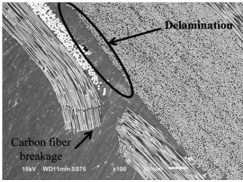 Delamination
Carbon fiber
breakage
15kV WD11mm SS75 x100